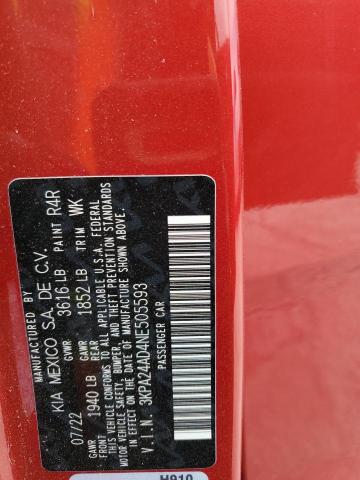 MANUFACTURED BY
KIA MEXICO S.A. DE C.V.
07/22 GVWR 3616 LB PAINT R4R
GAWR 1940 LB GAWR REAR 1852 LB TRIM WK
THIS VEHICLE CONFORMS TO ALL APPLICABLE U.S.A. FEDERAL
MOTOR VEHICLE SAFETY, BUMPER, AND THEFT PREVENTION STANDARDS
IN EFFECT ON THE DATE OF MANUFACTURE SHOWN ABOVE.
V.I.N. 3KPA24AD4NE505593
PASSENGER CAR
H910